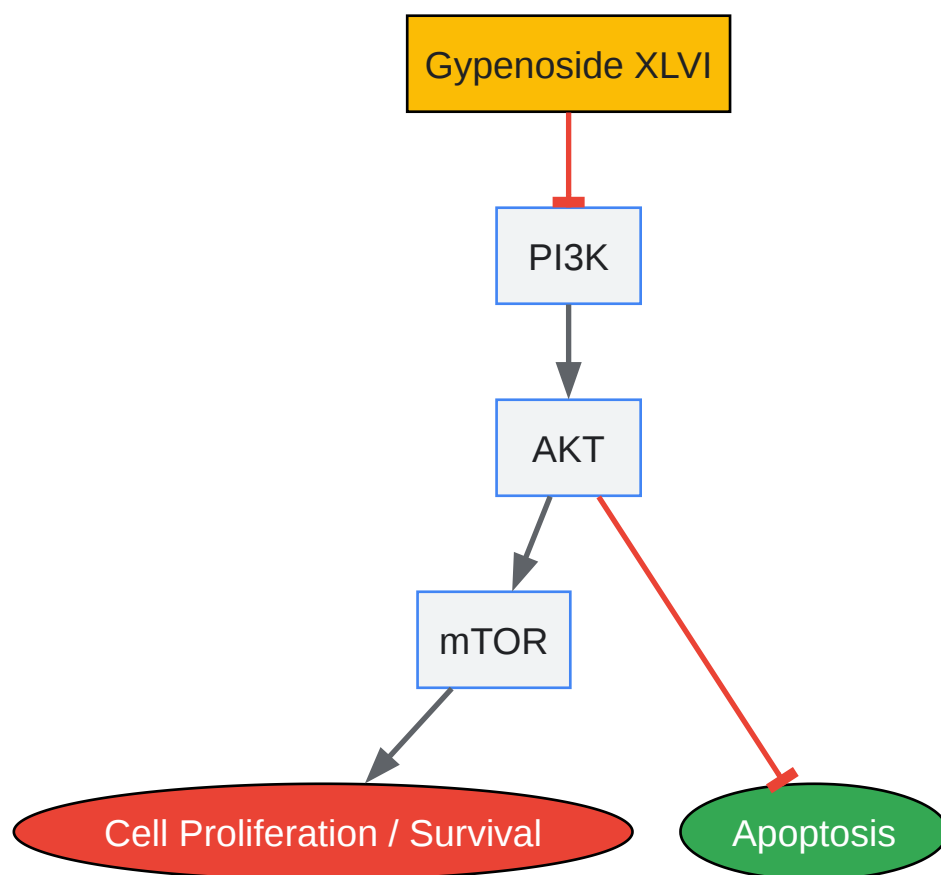 Gypenoside XLVI
PI3K
AKT
mTOR
Cell Proliferation / Survival
Apoptosis